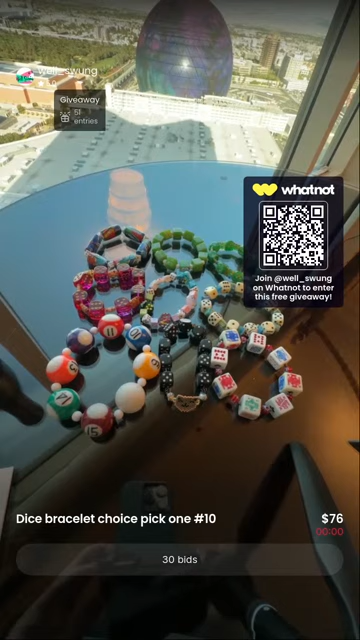 well_swung
Giveaway
51
entries
whatnot
Join @well_swung
on Whatnot to enter
this free giveaway!
Dice bracelet choice pick one #10
$76
00:00
30 bids